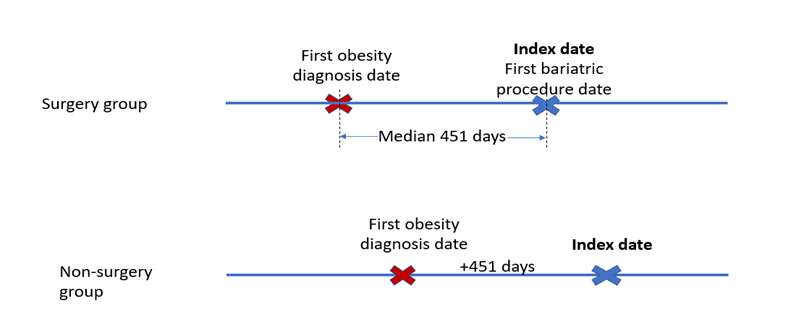 First obesity
diagnosis date
Index date
First bariatric
procedure date
Surgery group
Median 451 days
First obesity
diagnosis date
Index date
+451 days
Non-surgery
group